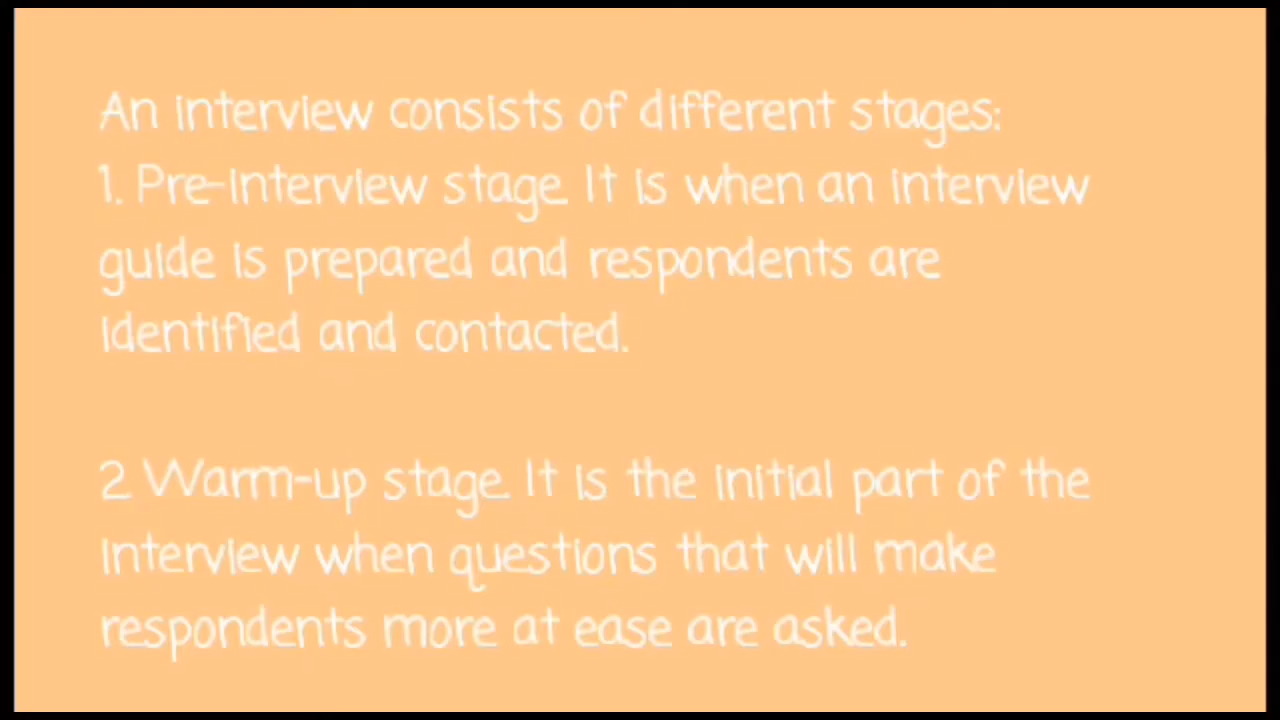 An interview consists of different stages:
1. Pre-interview stage. It is when an interview
guide is prepared and respondents are
identified and contacted.
2. Warm-up stage. It is the initial part of the
interview when questions that will make
respondents more at ease are asked.